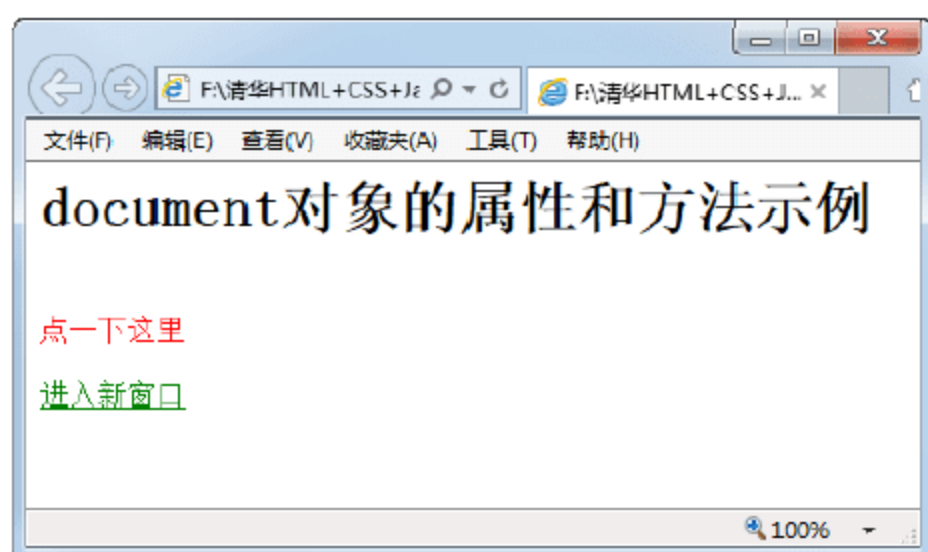 F:\清华HTML+CSS+Ja
F:\清华HTML+CSS+J...
文件(F) 编辑(E) 查看(V) 收藏夹(A) 工具(T) 帮助(H)
document对象的属性和方法示例
点一下这里
进入新窗口
100%